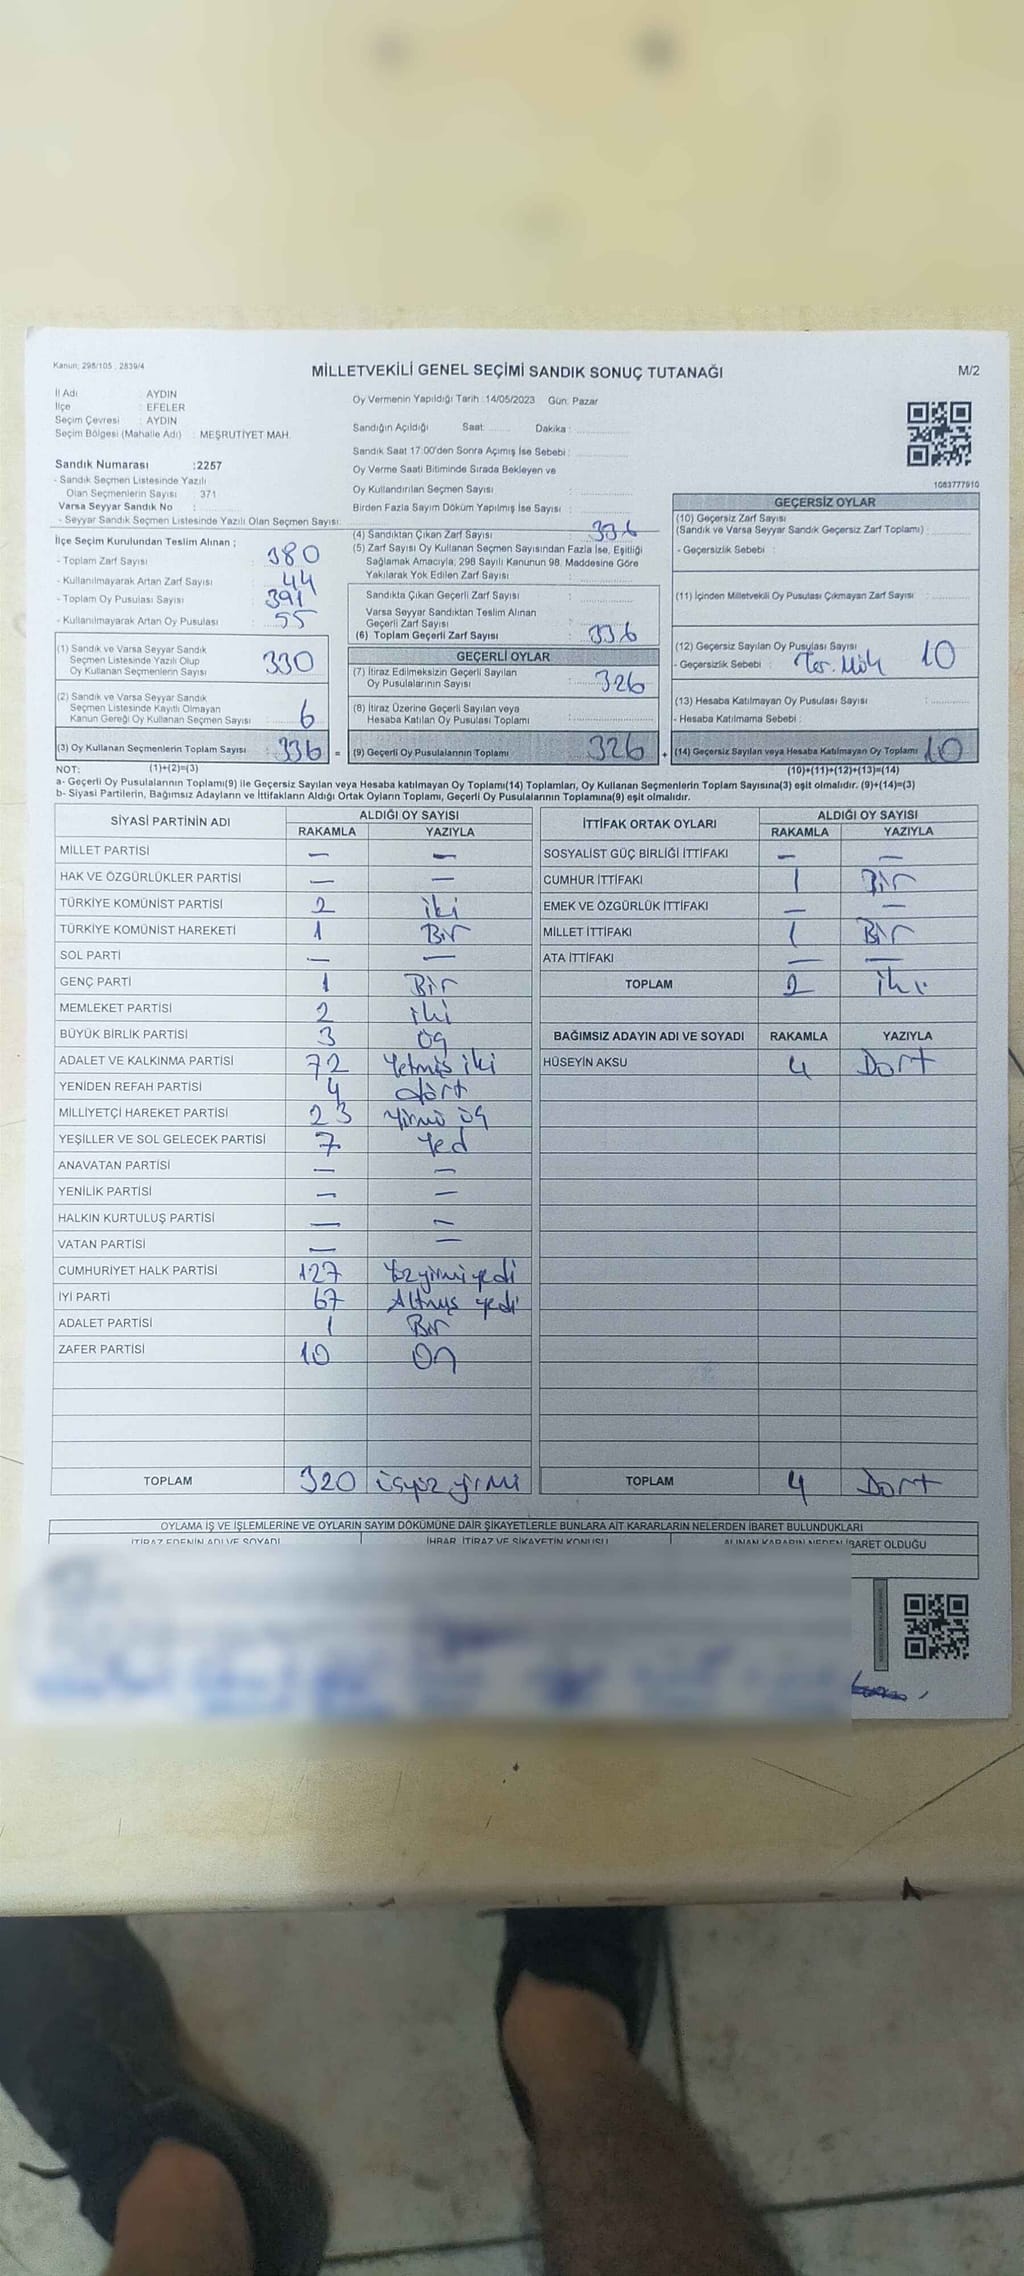 Kanun: 298/105 , 2839/4
MİLLETVEKİLİ GENEL SEÇİMİ SANDIK SONUÇ TUTANAĞI
M/2
İl Adı : AYDIN
İlçe : EFELER
Seçim Çevresi : AYDIN
Seçim Bölgesi (Mahalle Adı) : MEŞRUTİYET MAH.
Sandık Numarası :2257
- Sandık Seçmen Listesinde Yazılı
Olan Seçmenlerin Sayısı : 371
Varsa Seyyar Sandık No :
- Seyyar Sandık Seçmen Listesinde Yazılı Olan Seçmen Sayısı:
Oy Vermenin Yapıldığı Tarih :14/05/2023 Gün: Pazar
Sandığın Açıldığı Saat: Dakika :
Sandık Saat 17:00'den Sonra Açımış İse Sebebi :
Oy Verme Saati Bitiminde Sırada Bekleyen ve
Oy Kullandırılan Seçmen Sayısı :
Birden Fazla Sayım Döküm Yapılmış İse Sayısı :
1083777910
İlçe Seçim Kurulundan Teslim Alınan ;
- Toplam Zarf Sayısı : 380
- Kullanılmayarak Artan Zarf Sayısı : 44
- Toplam Oy Pusulası Sayısı : 391
- Kullanılmayarak Artan Oy Pusulası : 55
(1) Sandık ve Varsa Seyyar Sandık
Seçmen Listesinde Yazılı Olup
Oy Kullanan Seçmenlerin Sayısı : 330
(2) Sandık ve Varsa Seyyar Sandık
Seçmen Listesinde Kayıtlı Olmayan
Kanun Gereği Oy Kullanan Seçmen Sayısı : 6
(3) Oy Kullanan Seçmenlerin Toplam Sayısı : 336 =
(4) Sandıktan Çıkan Zarf Sayısı : 336
(5) Zarf Sayısı Oy Kullanan Seçmen Sayısından Fazla İse, Eşitliği
Sağlamak Amacıyla, 298 Sayılı Kanunun 98. Maddesine Göre
Yakılarak Yok Edilen Zarf Sayısı :
Sandıkta Çıkan Geçerli Zarf Sayısı :
Varsa Seyyar Sandıktan Teslim Alınan
Geçerli Zarf Sayısı :
(6) Toplam Geçerli Zarf Sayısı : 336
GEÇERLİ OYLAR
(7) İtiraz Edilmeksizin Geçerli Sayılan
Oy Pusulalarının Sayısı : 326
(8) İtiraz Üzerine Geçerli Sayılan veya
Hesaba Katılan Oy Pusulası Toplamı :
(9) Geçerli Oy Pusulalarının Toplamı : 326 +
GEÇERSİZ OYLAR
(10) Geçersiz Zarf Sayısı
(Sandık ve Varsa Seyyar Sandık Geçersiz Zarf Toplamı) :
- Geçersizlik Sebebi :
(11) İçinden Milletvekili Oy Pusulası Çıkmayan Zarf Sayısı :
(12) Geçersiz Sayılan Oy Pusulası Sayısı : 10
- Geçersizlik Sebebi : Ter. Müh
(13) Hesaba Katılmayan Oy Pusulası Sayısı :
- Hesaba Katılmama Sebebi :
(14) Geçersiz Sayılan veya Hesaba Katılmayan Oy Toplamı : 10
NOT: (1)+(2)=(3) (10)+(11)+(12)+(13)=(14)
a- Geçerli Oy Pusulalarının Toplamı(9) ile Geçersiz Sayılan veya Hesaba katılmayan Oy Toplamı(14) Toplamları, Oy Kullanan Seçmenlerin Toplam Sayısına(3) eşit olmalıdır. (9)+(14)=(3)
b- Siyasi Partilerin, Bağımsız Adayların ve İttifakların Aldığı Ortak Oyların Toplamı, Geçerli Oy Pusulalarının Toplamına(9) eşit olmalıdır.
SİYASİ PARTİNİN ADI ALDIĞI OY SAYISI
RAKAMLA YAZIYLA
MİLLET PARTİSİ — —
HAK VE ÖZGÜRLÜKLER PARTİSİ — —
TÜRKİYE KOMÜNİST PARTİSİ 2 iki
TÜRKİYE KOMÜNİST HAREKETİ 1 Bir
SOL PARTİ — —
GENÇ PARTİ 1 Bir
MEMLEKET PARTİSİ 2 iki
BÜYÜK BİRLİK PARTİSİ 3 üç
ADALET VE KALKINMA PARTİSİ 72 Yetmiş iki
YENİDEN REFAH PARTİSİ 4 dört
MİLLİYETÇİ HAREKET PARTİSİ 23 Yirmi üç
YEŞİLLER VE SOL GELECEK PARTİSİ 7 Yed
ANAVATAN PARTİSİ — —
YENİLİK PARTİSİ — —
HALKIN KURTULUŞ PARTİSİ — —
VATAN PARTİSİ — —
CUMHURİYET HALK PARTİSİ 127 Yüzyirmiyedi
İYİ PARTİ 67 Altmış yedi
ADALET PARTİSİ 1 Bir
ZAFER PARTİSİ 10 On
TOPLAM 320 üçyüz yirmi
İTTİFAK ORTAK OYLARI ALDIĞI OY SAYISI
RAKAMLA YAZIYLA
SOSYALİST GÜÇ BİRLİĞİ İTTİFAKI — —
CUMHUR İTTİFAKI 1 Bir
EMEK VE ÖZGÜRLÜK İTTİFAKI — —
MİLLET İTTİFAKI 1 Bir
ATA İTTİFAKI — —
TOPLAM 2 iki
BAĞIMSIZ ADAYIN ADI VE SOYADI RAKAMLA YAZIYLA
HÜSEYİN AKSU 4 Dört
TOPLAM 4 Dört
OYLAMA İŞ VE İŞLEMLERİNE VE OYLARIN SAYIM DÖKÜMÜNE DAİR ŞİKAYETLERLE BUNLARA AİT KARARLARIN NELERDEN İBARET BULUNDUKLARI
İTİRAZ EDENİN ADI VE SOYADI İHBAR, İTİRAZ VE ŞİKAYETİN KONUSU ALINAN KARARIN NEDEN İBARET OLDUĞU